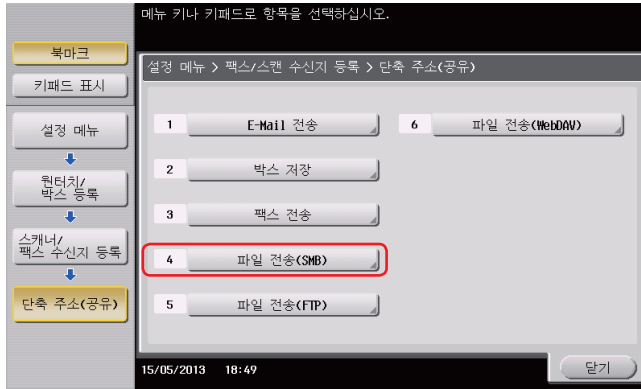 메뉴 키나 키패드로 항목을 선택하십시오.
북마크
키패드 표시
설정 메뉴 > 팩스/스캔 수신지 등록 > 단축 주소(공유)
설정 메뉴
원터치/
박스 등록
스캐너/
팩스 수신지 등록
단축 주소(공유)
1 E-Mail 전송
2 박스 저장
3 팩스 전송
4 파일 전송(SMB)
5 파일 전송(FTP)
6 파일 전송(WebDAV)
15/05/2013 18:49
닫기